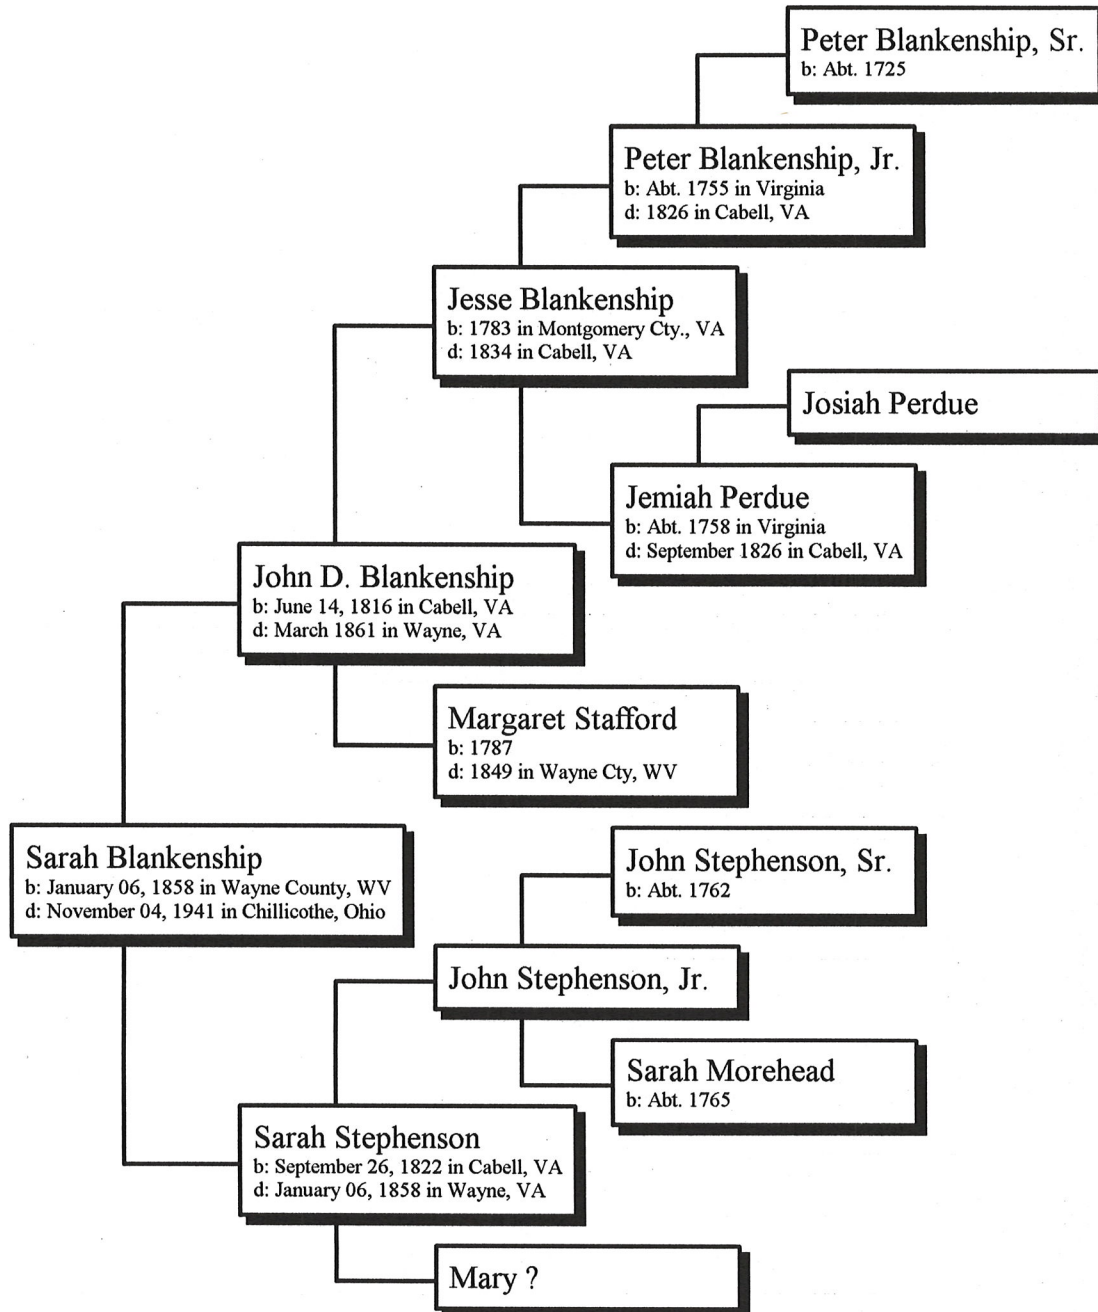 Peter Blankenship, Sr.
b: Abt. 1725
Peter Blankenship, Jr.
b: Abt. 1755 in Virginia
d: 1826 in Cabell, VA
Jesse Blankenship
b: 1783 in Montgomery Cty., VA
d: 1834 in Cabell, VA
Josiah Perdue
Jemiah Perdue
b: Abt. 1758 in Virginia
d: September 1826 in Cabell, VA
John D. Blankenship
b: June 14, 1816 in Cabell, VA
d: March 1861 in Wayne, VA
Margaret Stafford
b: 1787
d: 1849 in Wayne Cty, WV
Sarah Blankenship
b: January 06, 1858 in Wayne County, WV
d: November 04, 1941 in Chillicothe, Ohio
John Stephenson, Sr.
b: Abt. 1762
John Stephenson, Jr.
Sarah Morehead
b: Abt. 1765
Sarah Stephenson
b: September 26, 1822 in Cabell, VA
d: January 06, 1858 in Wayne, VA
Mary ?